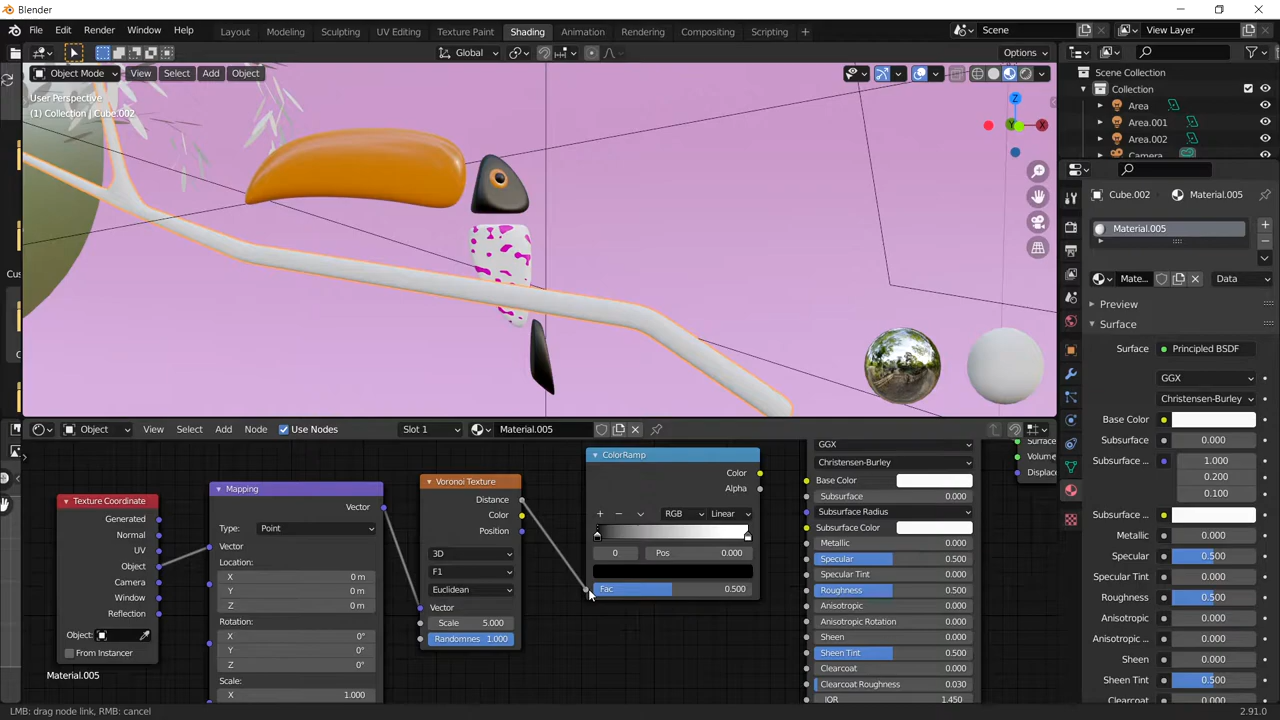 Blender
File Edit Render Window Help Layout Modeling Sculpting UV Editing Texture Paint Shading Animation Rendering Compositing Scripting + Scene View Layer
Global Options
Object Mode View Select Add Object
User Perspective
(1) Collection | Cube.002
Z
Y
X
Scene Collection
Collection
Area
Area.001
Area.002
Camera
Cube.002 > Material.005
Material.005
Mate... Data
Preview
Surface
Surface Principled BSDF
GGX
Christensen-Burley
Base Color
Subsurface 0.000
Subsurface ... 1.000
0.200
0.100
Subsurface ...
Metallic 0.000
Specular 0.500
Specular ... 0.000
Roughness 0.500
Anisotropic 0.000
Anisotropic ... 0.000
Sheen 0.000
Sheen Tint 0.500
Clearcoat 0.000
Object View Select Add Node Use Nodes Slot 1 Material.005
Texture Coordinate
Generated
Normal
UV
Object
Camera
Window
Reflection
Object:
From Instancer
Material.005
Mapping
Vector
Type: Point
Vector
Location:
X 0 m
Y 0 m
Z 0 m
Rotation:
X 0°
Y 0°
Z 0°
Scale:
X 1.000
Voronoi Texture
Distance
Color
Position
3D
F1
Euclidean
Vector
Scale 5.000
Randomnes 1.000
ColorRamp
Color
Alpha
+ − RGB Linear
0 Pos 0.000
Fac 0.500
GGX
Christensen-Burley
Base Color
Subsurface 0.000
Subsurface Radius
Subsurface Color
Metallic 0.000
Specular 0.500
Specular Tint 0.000
Roughness 0.500
Anisotropic 0.000
Anisotropic Rotation 0.000
Sheen 0.000
Sheen Tint 0.500
Clearcoat 0.000
Clearcoat Roughness 0.030
IOR 1.450
Surface
Volume
Displac
LMB: drag node link, RMB: cancel
2.91.0